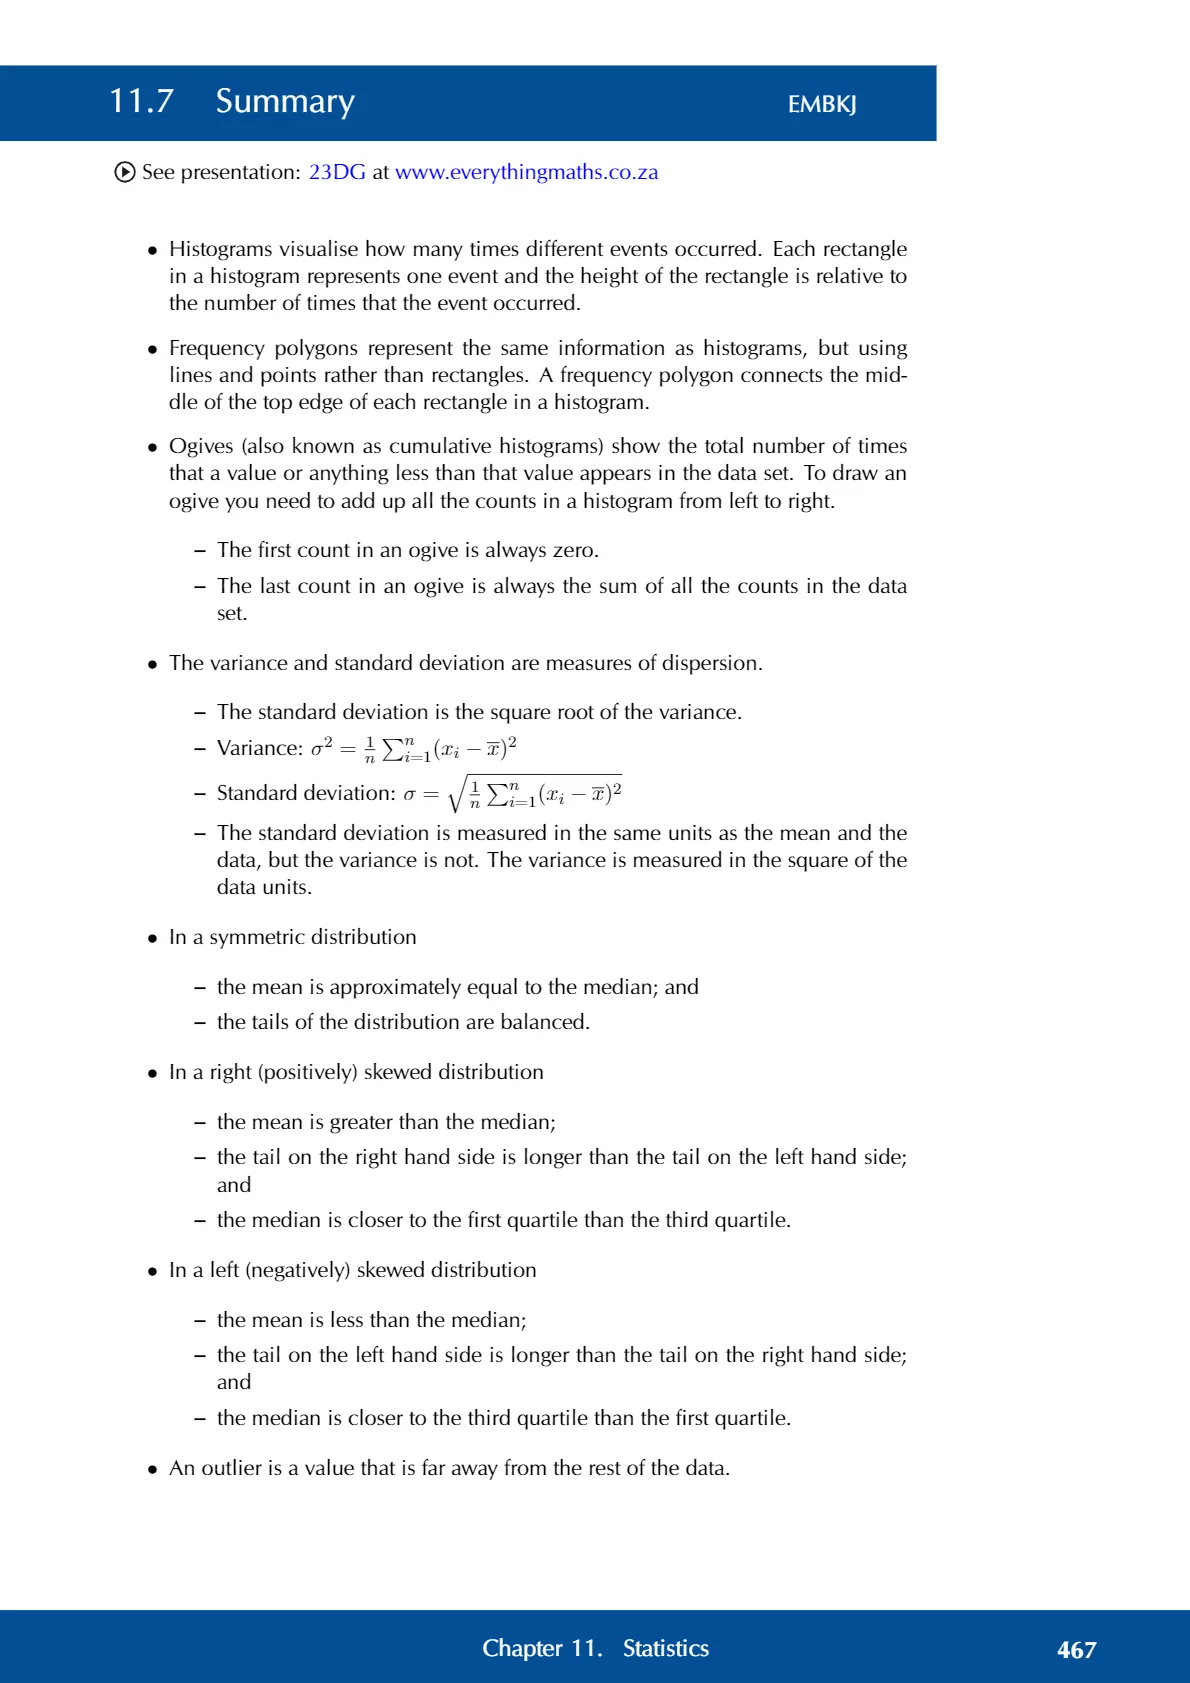 11.7 Summary EMBKJ
See presentation: 23DG at www.everythingmaths.co.za
• Histograms visualise how many times different events occurred. Each rectangle
in a histogram represents one event and the height of the rectangle is relative to
the number of times that the event occurred.
• Frequency polygons represent the same information as histograms, but using
lines and points rather than rectangles. A frequency polygon connects the mid-
dle of the top edge of each rectangle in a histogram.
• Ogives (also known as cumulative histograms) show the total number of times
that a value or anything less than that value appears in the data set. To draw an
ogive you need to add up all the counts in a histogram from left to right.
– The first count in an ogive is always zero.
– The last count in an ogive is always the sum of all the counts in the data
set.
• The variance and standard deviation are measures of dispersion.
– The standard deviation is the square root of the variance.
– Variance: $\sigma^2 = \frac{1}{n} \sum_{i=1}^{n} (x_i - \overline{x})^2$
– Standard deviation: $\sigma = \sqrt{\frac{1}{n} \sum_{i=1}^{n} (x_i - \overline{x})^2}$
– The standard deviation is measured in the same units as the mean and the
data, but the variance is not. The variance is measured in the square of the
data units.
• In a symmetric distribution
– the mean is approximately equal to the median; and
– the tails of the distribution are balanced.
• In a right (positively) skewed distribution
– the mean is greater than the median;
– the tail on the right hand side is longer than the tail on the left hand side;
and
– the median is closer to the first quartile than the third quartile.
• In a left (negatively) skewed distribution
– the mean is less than the median;
– the tail on the left hand side is longer than the tail on the right hand side;
and
– the median is closer to the third quartile than the first quartile.
• An outlier is a value that is far away from the rest of the data.
Chapter 11. Statistics 467